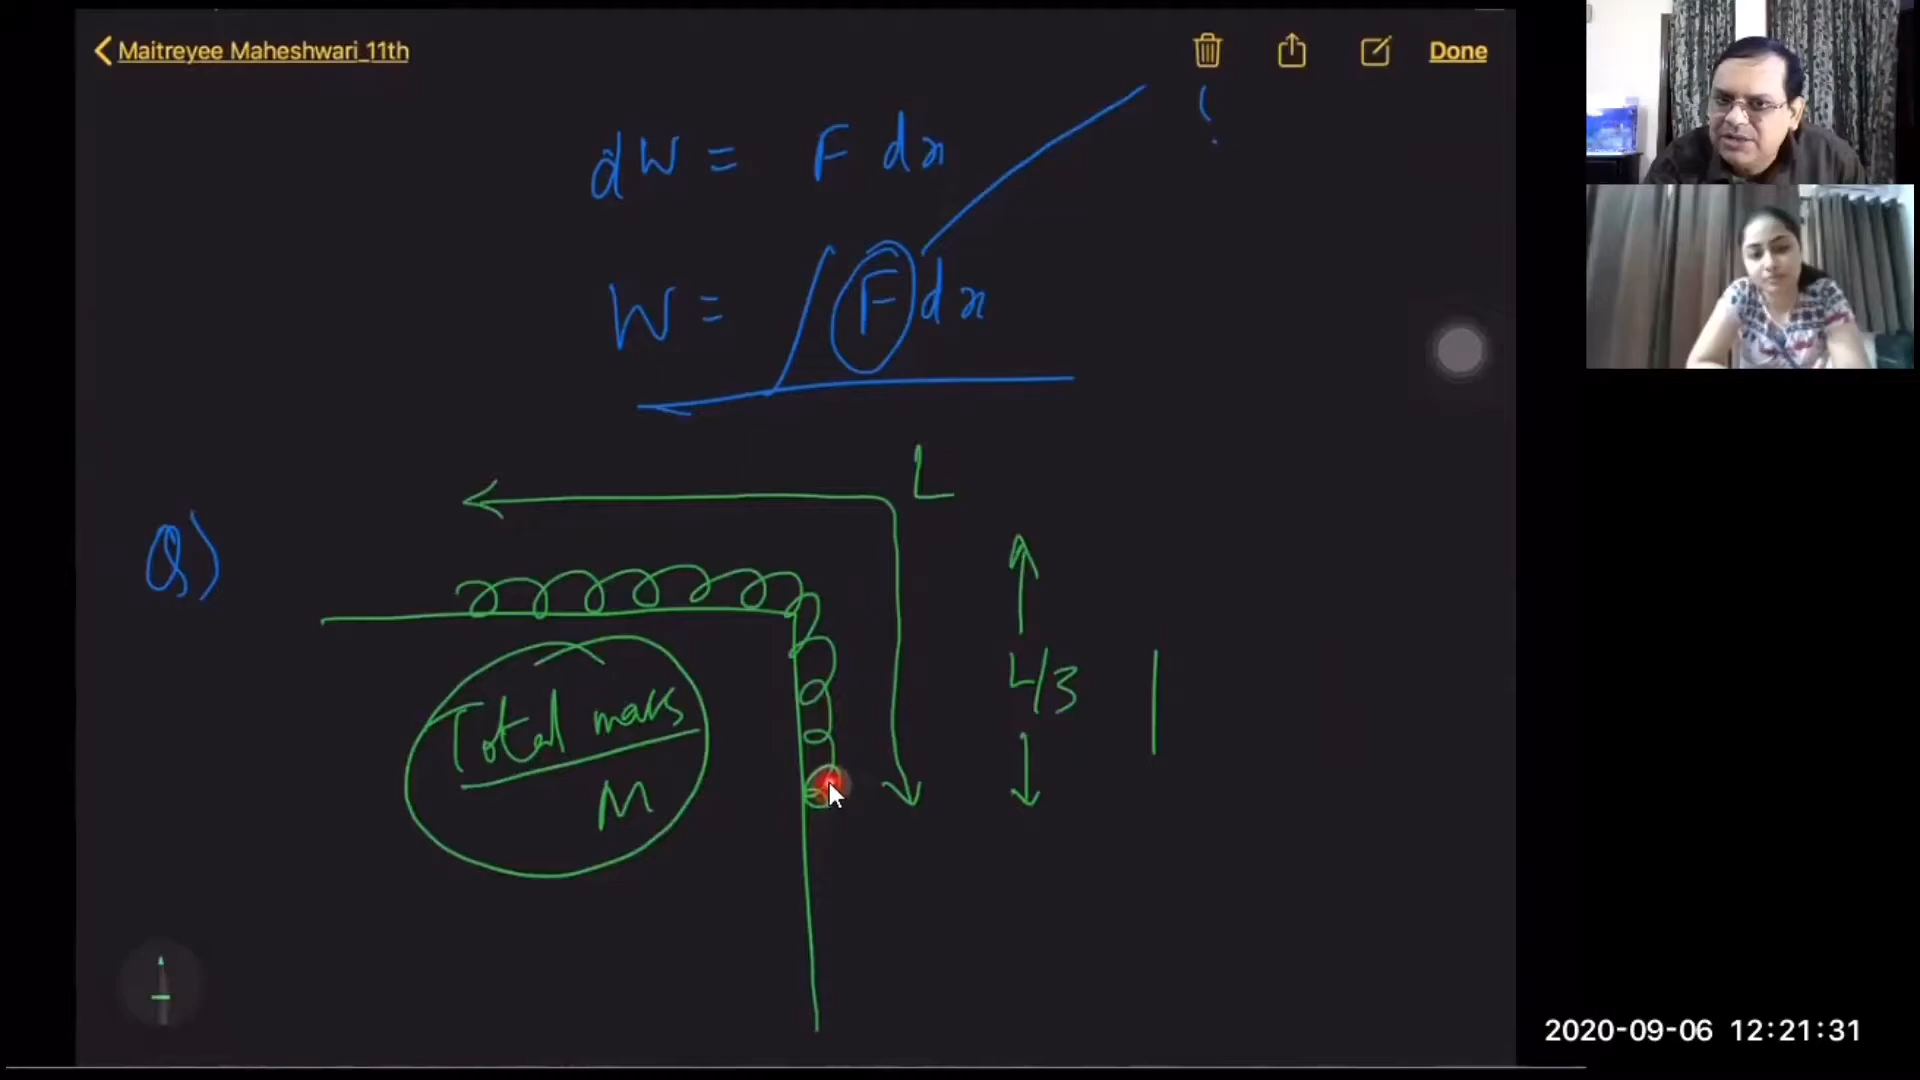 Maitreyee Maheshwari_11th
Done
dW = F dx
W = ∫ F dx
L
Q)
L/3
Total mass
M
2020-09-06 12:21:31